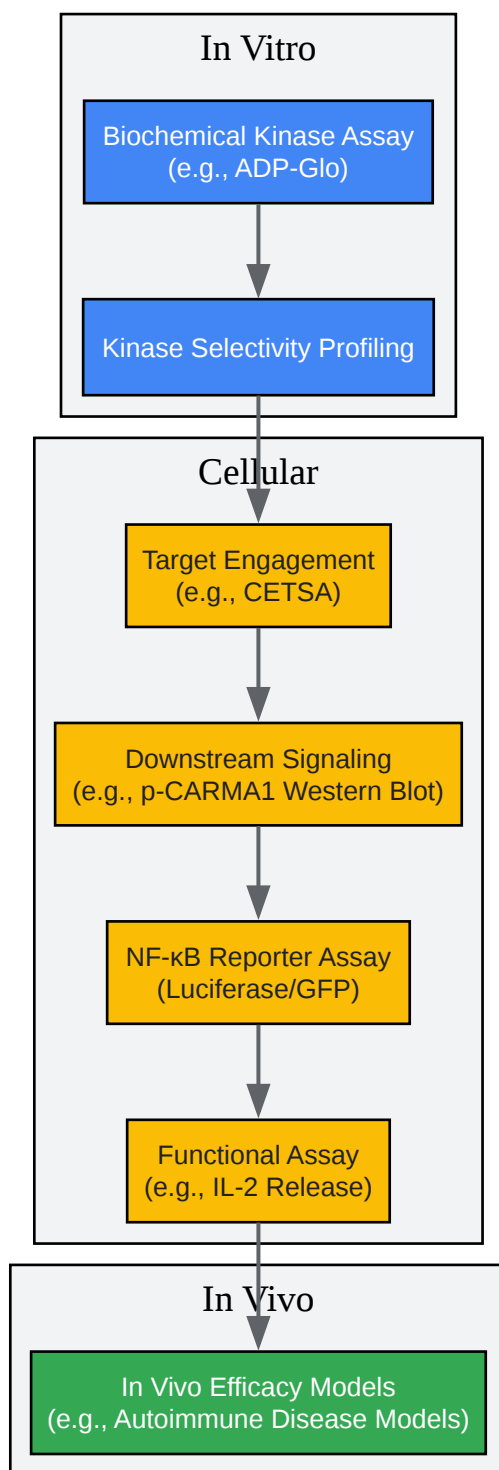 In Vitro
Biochemical Kinase Assay
(e.g., ADP-Glo)
Kinase Selectivity Profiling
Cellular
Target Engagement
(e.g., CETSA)
Downstream Signaling
(e.g., p-CARMA1 Western Blot)
NF-κB Reporter Assay
(Luciferase/GFP)
Functional Assay
(e.g., IL-2 Release)
In Vivo
In Vivo Efficacy Models
(e.g., Autoimmune Disease Models)